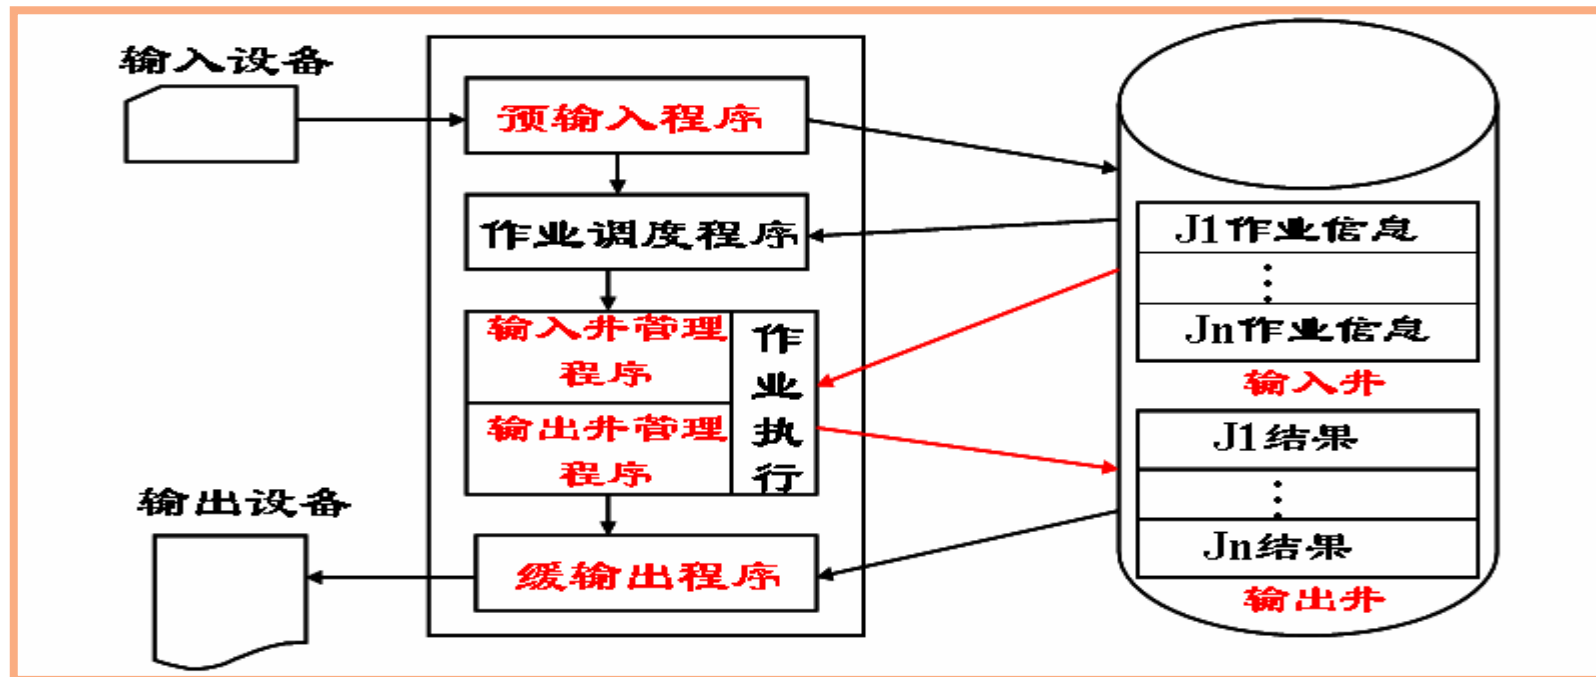 输入设备
预输入程序
作业调度程序
输入井管理
程序
输出井管理
程序
作
业
执
行
缓输出程序
输出设备
J1作业信息
⋮
Jn作业信息
输入井
J1结果
⋮
Jn结果
输出井